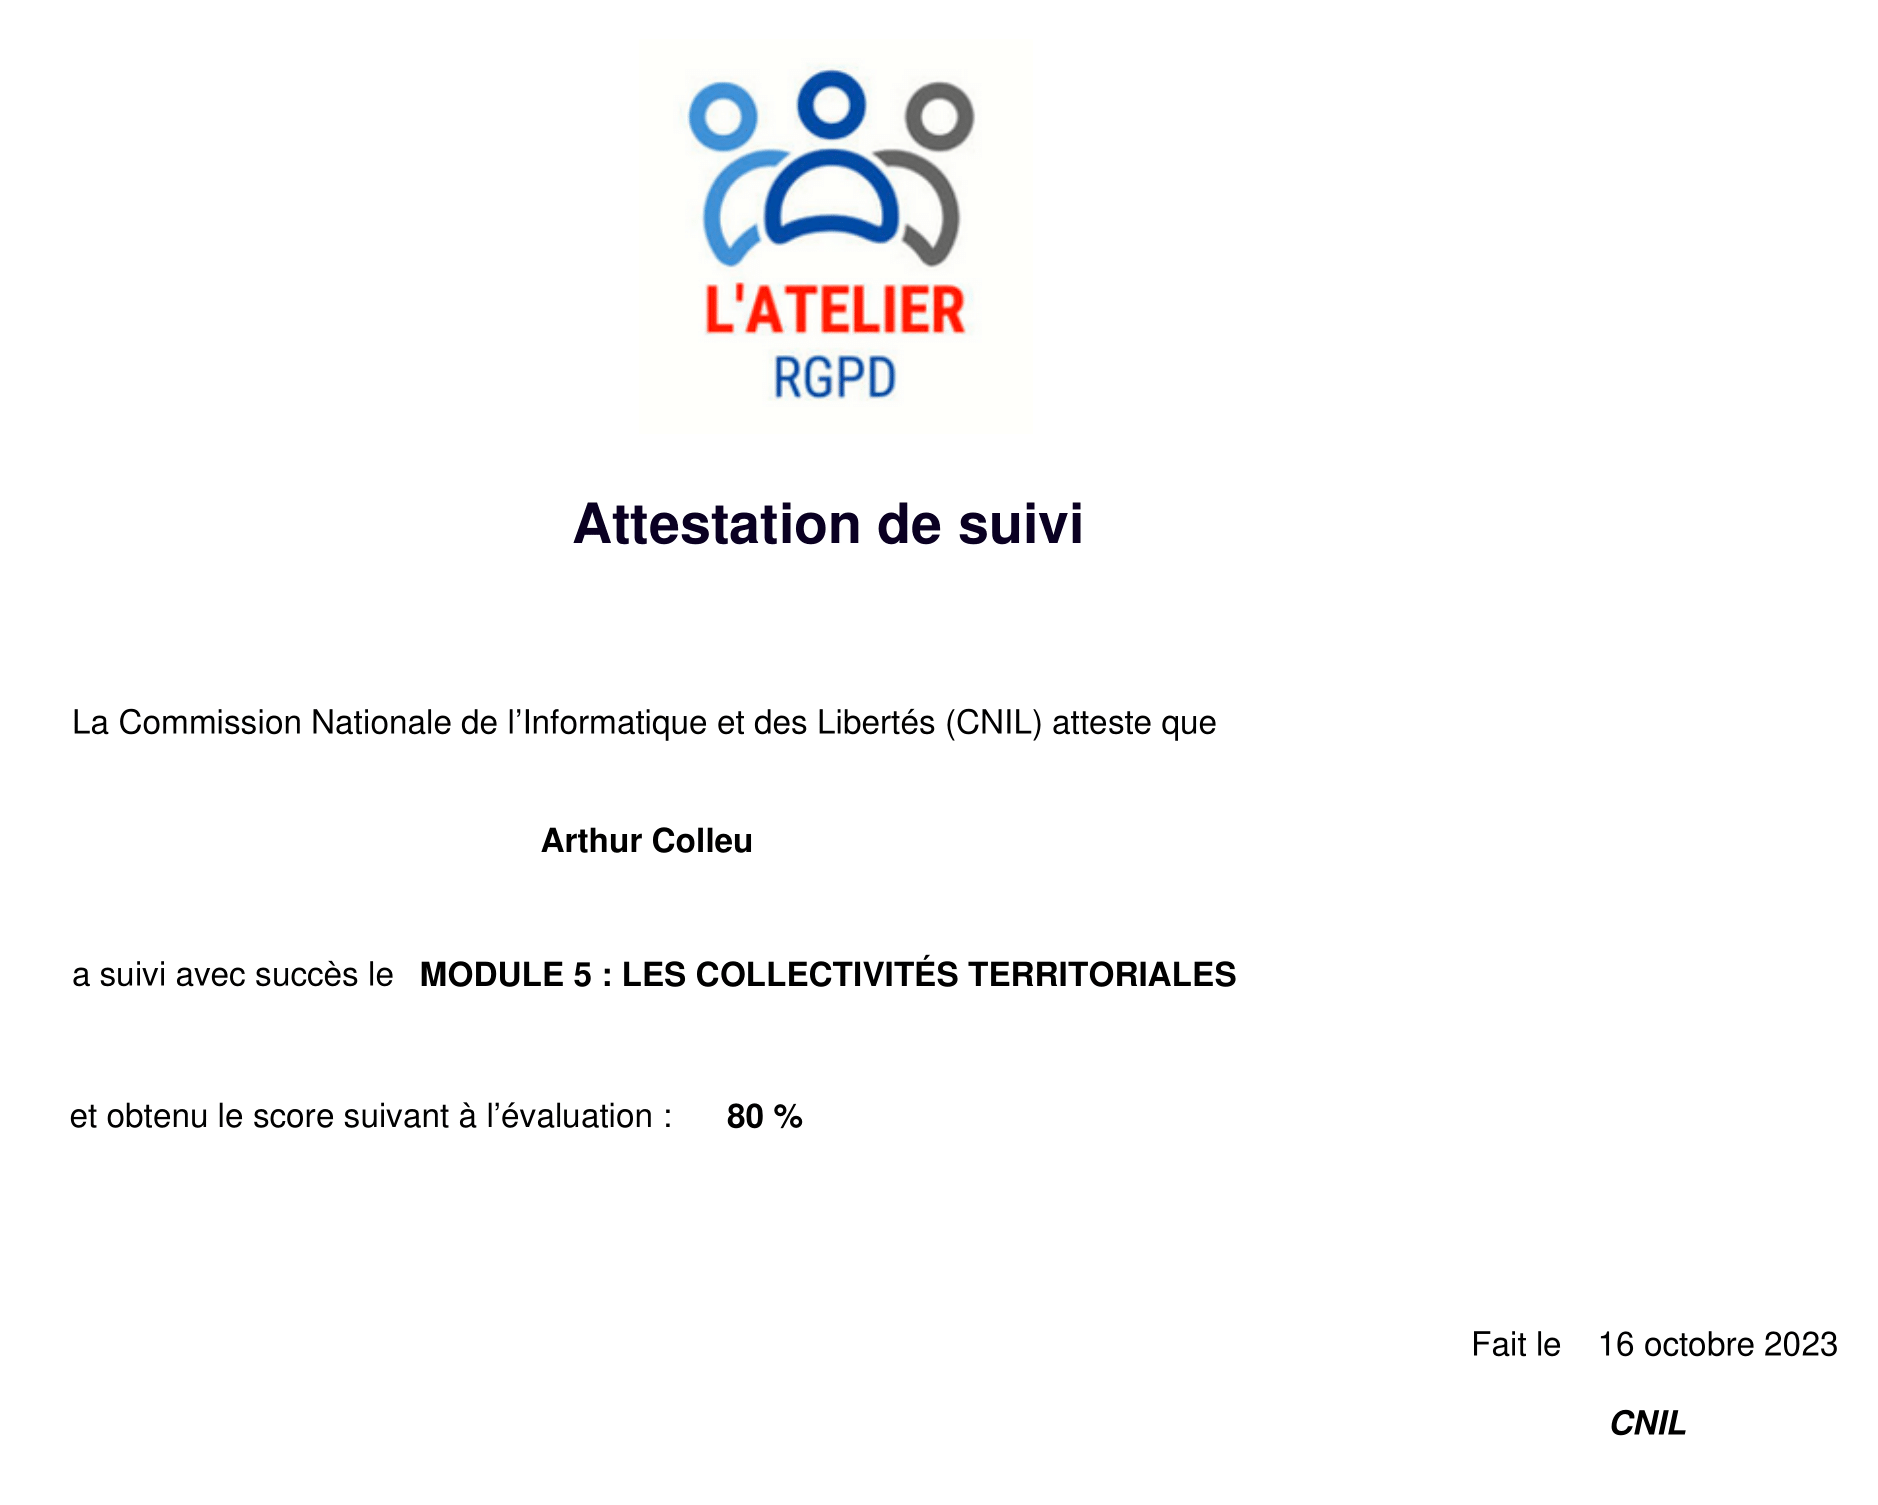 L'ATELIER
RGPD
Attestation de suivi
La Commission Nationale de l’Informatique et des Libertés (CNIL) atteste que
Arthur Colleu
a suivi avec succès le MODULE 5 : LES COLLECTIVITÉS TERRITORIALES
et obtenu le score suivant à l’évaluation : 80 %
Fait le 16 octobre 2023
CNIL